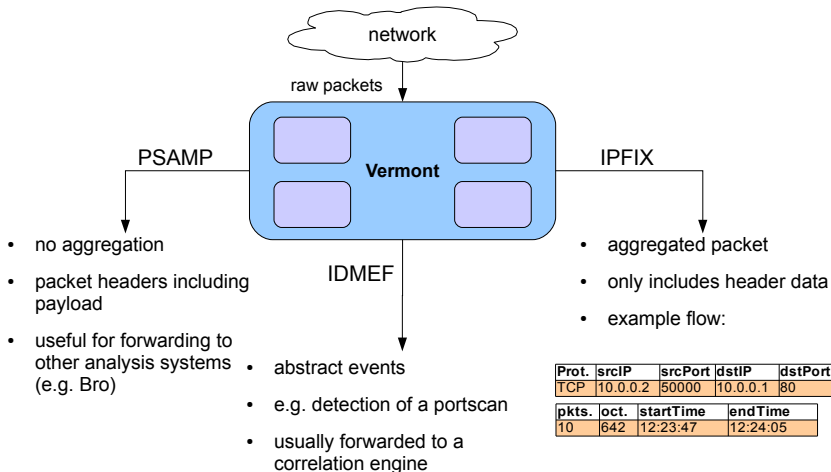 network
raw packets
Vermont
PSAMP
IPFIX
IDMEF
• no aggregation
• packet headers including
payload
• useful for forwarding to
other analysis systems
(e.g. Bro)
• abstract events
• e.g. detection of a portscan
• usually forwarded to a
correlation engine
• aggregated packet
• only includes header data
• example flow:
Prot. srcIP srcPort dstIP dstPort
TCP 10.0.0.2 50000 10.0.0.1 80
pkts. oct. startTime endTime
10 642 12:23:47 12:24:05